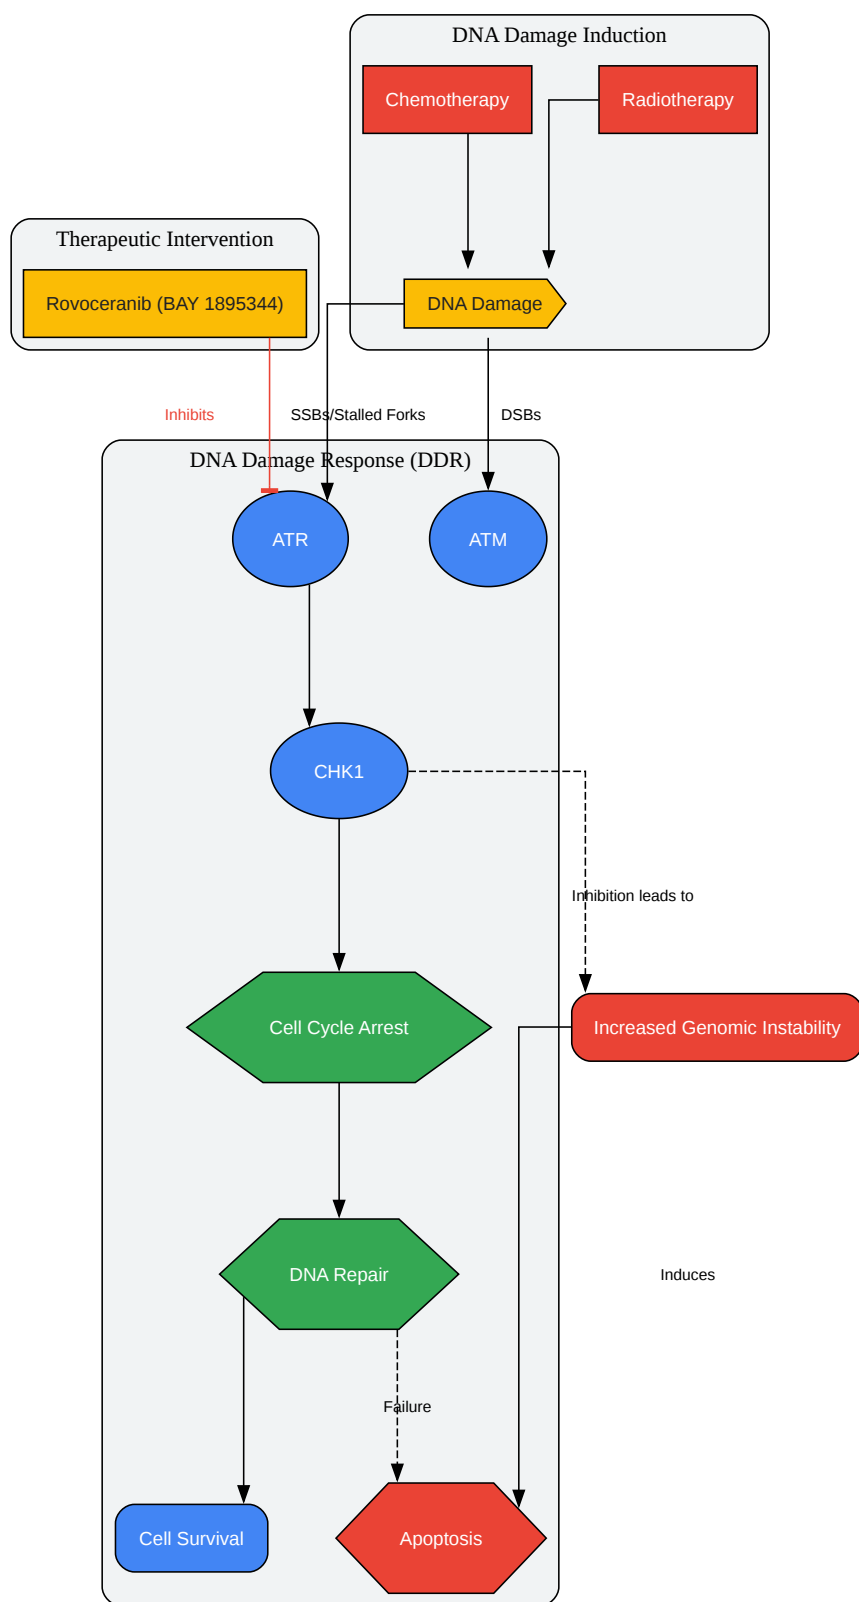 DNA Damage Induction
Chemotherapy
Radiotherapy
Therapeutic Intervention
Rovoceranib (BAY 1895344)
DNA Damage
Inhibits
SSBs/Stalled Forks
DSBs
DNA Damage Response (DDR)
ATR
ATM
CHK1
Inhibition leads to
Cell Cycle Arrest
Increased Genomic Instability
DNA Repair
Induces
Failure
Cell Survival
Apoptosis